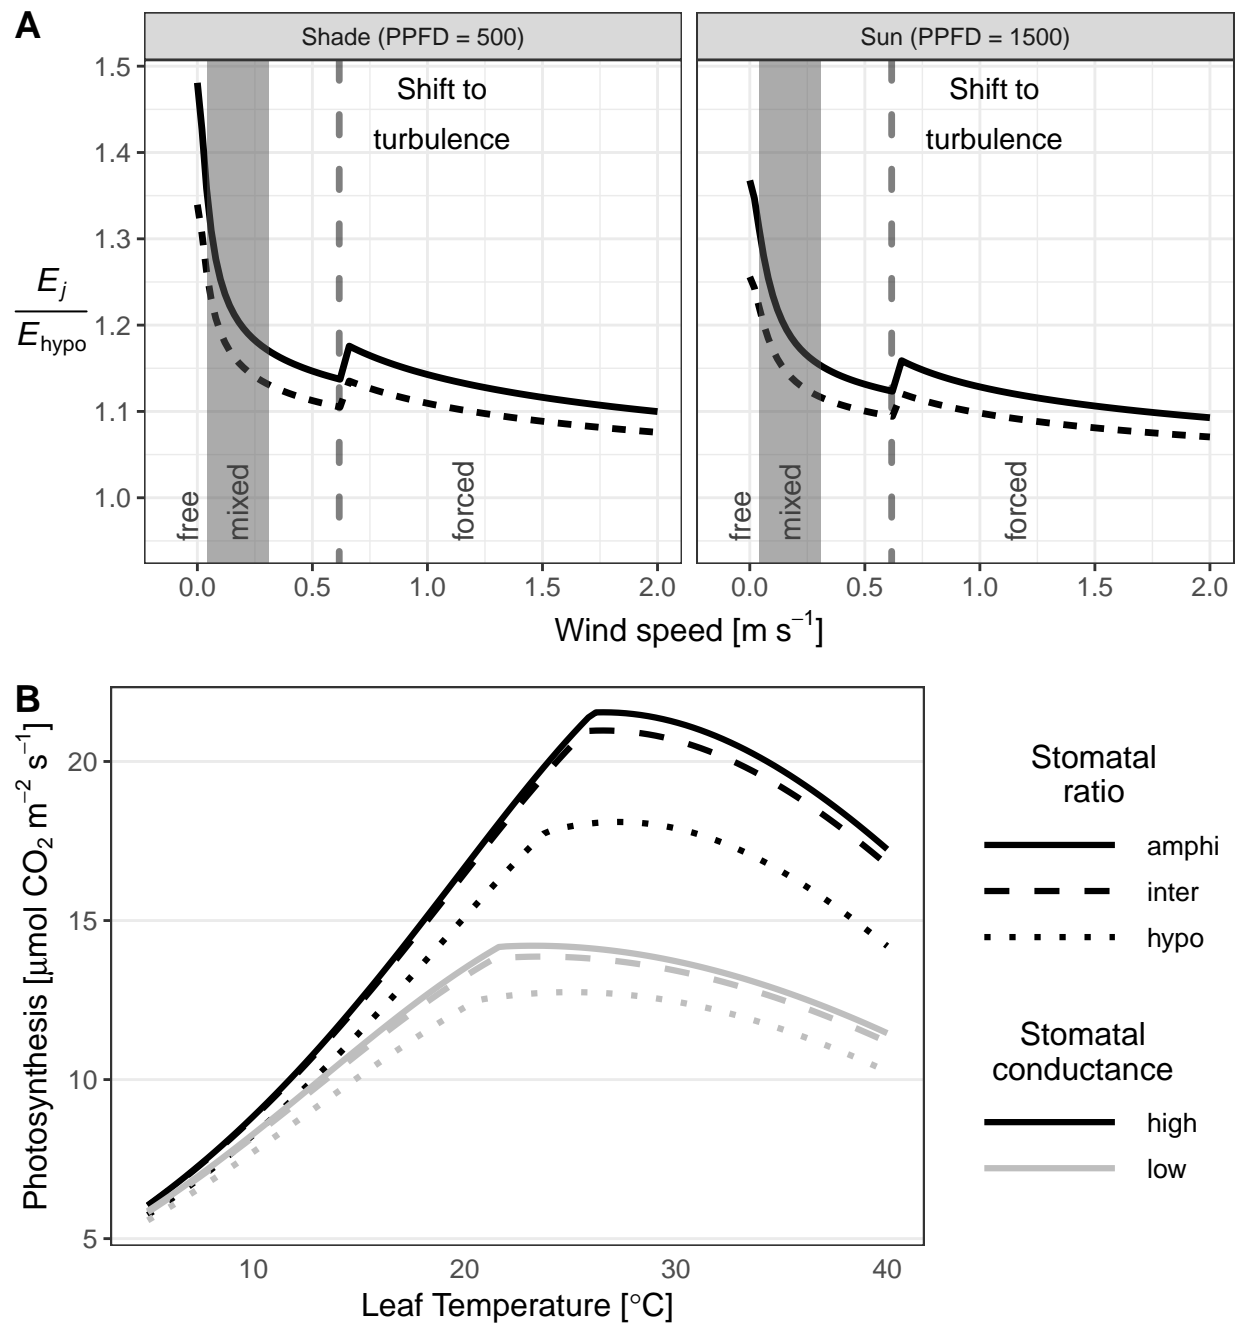 A
Shade (PPFD = 500)
Sun (PPFD = 1500)
1.5
1.4
1.3
1.2
1.1
1.0
E_j
E_hypo
Shift to
turbulence
Shift to
turbulence
free
mixed
forced
free
mixed
forced
0.0 0.5 1.0 1.5 2.0
0.0 0.5 1.0 1.5 2.0
Wind speed [m s⁻¹]
B
Photosynthesis [µmol CO₂ m⁻² s⁻¹]
20
15
10
5
10 20 30 40
Leaf Temperature [°C]
Stomatal
ratio
amphi
inter
hypo
Stomatal
conductance
high
low